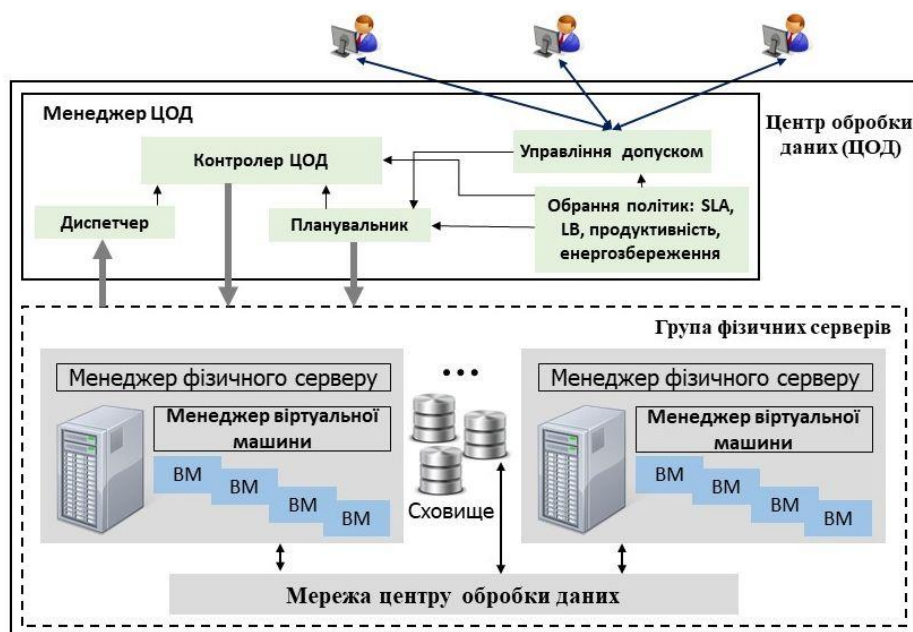 Менеджер ЦОД
Центр обробки
даних (ЦОД)
Контролер ЦОД
Управління допуском
Диспетчер
Планувальник
Обрання політик: SLA,
LB, продуктивність,
енергозбереження
Група фізичних серверів
Менеджер фізичного серверу
Менеджер віртуальної
машини
ВМ
ВМ
ВМ
ВМ
Сховище
Менеджер фізичного серверу
Менеджер віртуальної
машини
ВМ
ВМ
ВМ
ВМ
Мережа центру обробки даних